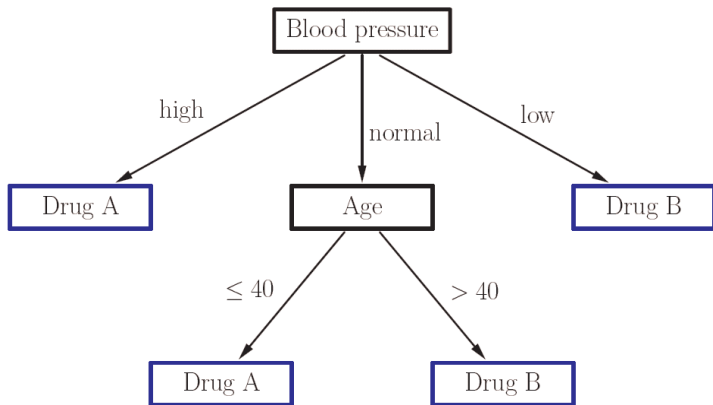 Blood pressure
high
normal
low
Drug A
Age
Drug B
≤ 40
> 40
Drug A
Drug B